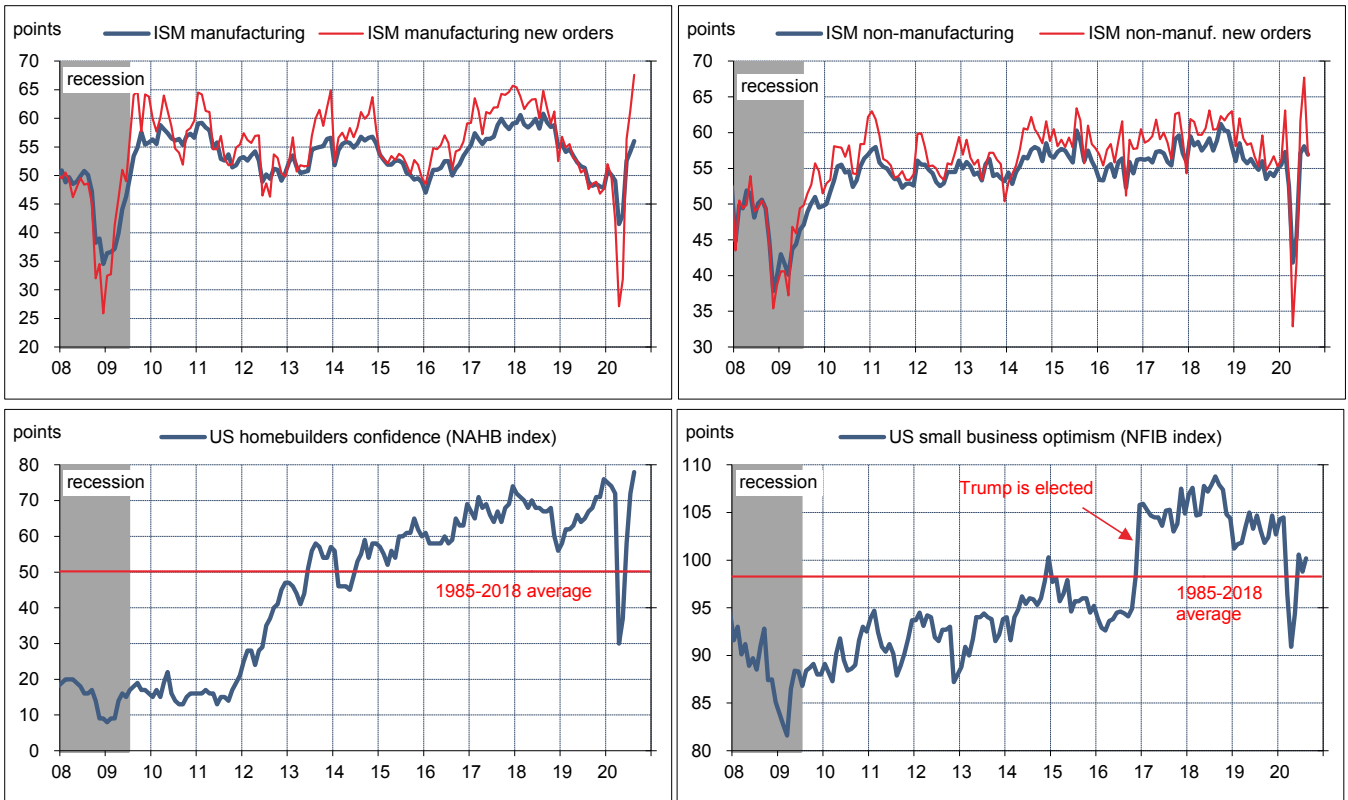 points
ISM manufacturing
ISM manufacturing new orders
70
65
60
55
50
45
40
35
30
25
20
recession
08 09 10 11 12 13 14 15 16 17 18 19 20
points
ISM non-manufacturing
ISM non-manuf. new orders
70
65
60
55
50
45
40
35
30
recession
08 09 10 11 12 13 14 15 16 17 18 19 20
points
US homebuilders confidence (NAHB index)
80
70
60
50
40
30
20
10
0
recession
1985-2018 average
08 09 10 11 12 13 14 15 16 17 18 19 20
points
US small business optimism (NFIB index)
110
105
100
95
90
85
80
recession
Trump is elected
1985-2018
average
08 09 10 11 12 13 14 15 16 17 18 19 20